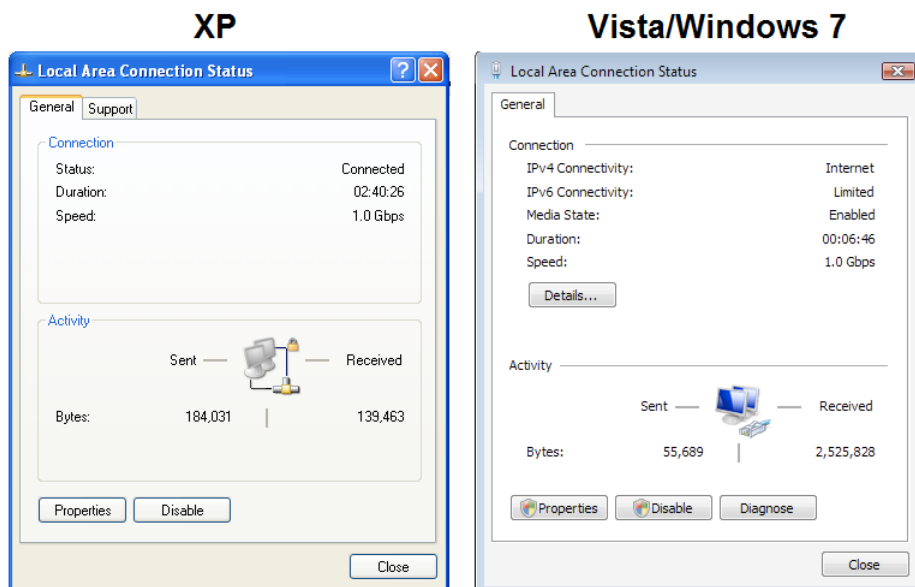 XP
Local Area Connection Status
General Support
Connection
Status: Connected
Duration: 02:40:26
Speed: 1.0 Gbps
Activity
Sent Received
Bytes: 184,031 139,463
Properties Disable
Close
Vista/Windows 7
Local Area Connection Status
General
Connection
IPv4 Connectivity: Internet
IPv6 Connectivity: Limited
Media State: Enabled
Duration: 00:06:46
Speed: 1.0 Gbps
Details...
Activity
Sent Received
Bytes: 55,689 2,525,828
Properties Disable Diagnose
Close